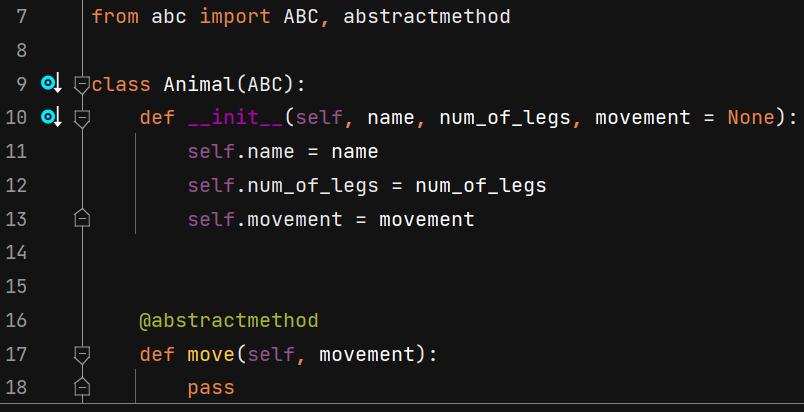 7 from abc import ABC, abstractmethod
8
9 class Animal(ABC):
10     def __init__(self, name, num_of_legs, movement = None):
11         self.name = name
12         self.num_of_legs = num_of_legs
13         self.movement = movement
14
15
16     @abstractmethod
17     def move(self, movement):
18         pass